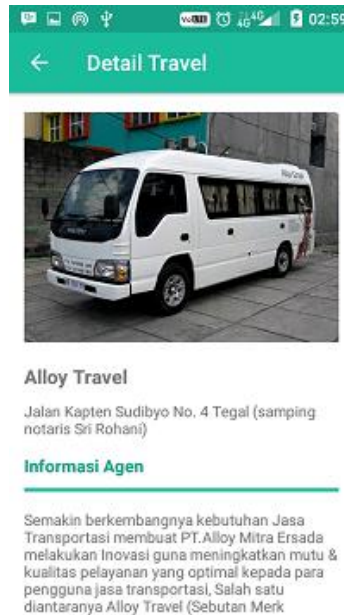 4G 4G 02:59
Detail Travel
Alloy Travel
Jalan Kapten Sudibyo No. 4 Tegal (samping
notaris Sri Rohani)
Informasi Agen
Semakin berkembangnya kebutuhan Jasa
Transportasi membuat PT.Alloy Mitra Ersada
melakukan Inovasi guna meningkatkan mutu &
kualitas pelayanan yang optimal kepada para
pengguna jasa transportasi, Salah satu
diantaranya Alloy Travel (Sebutan Merk